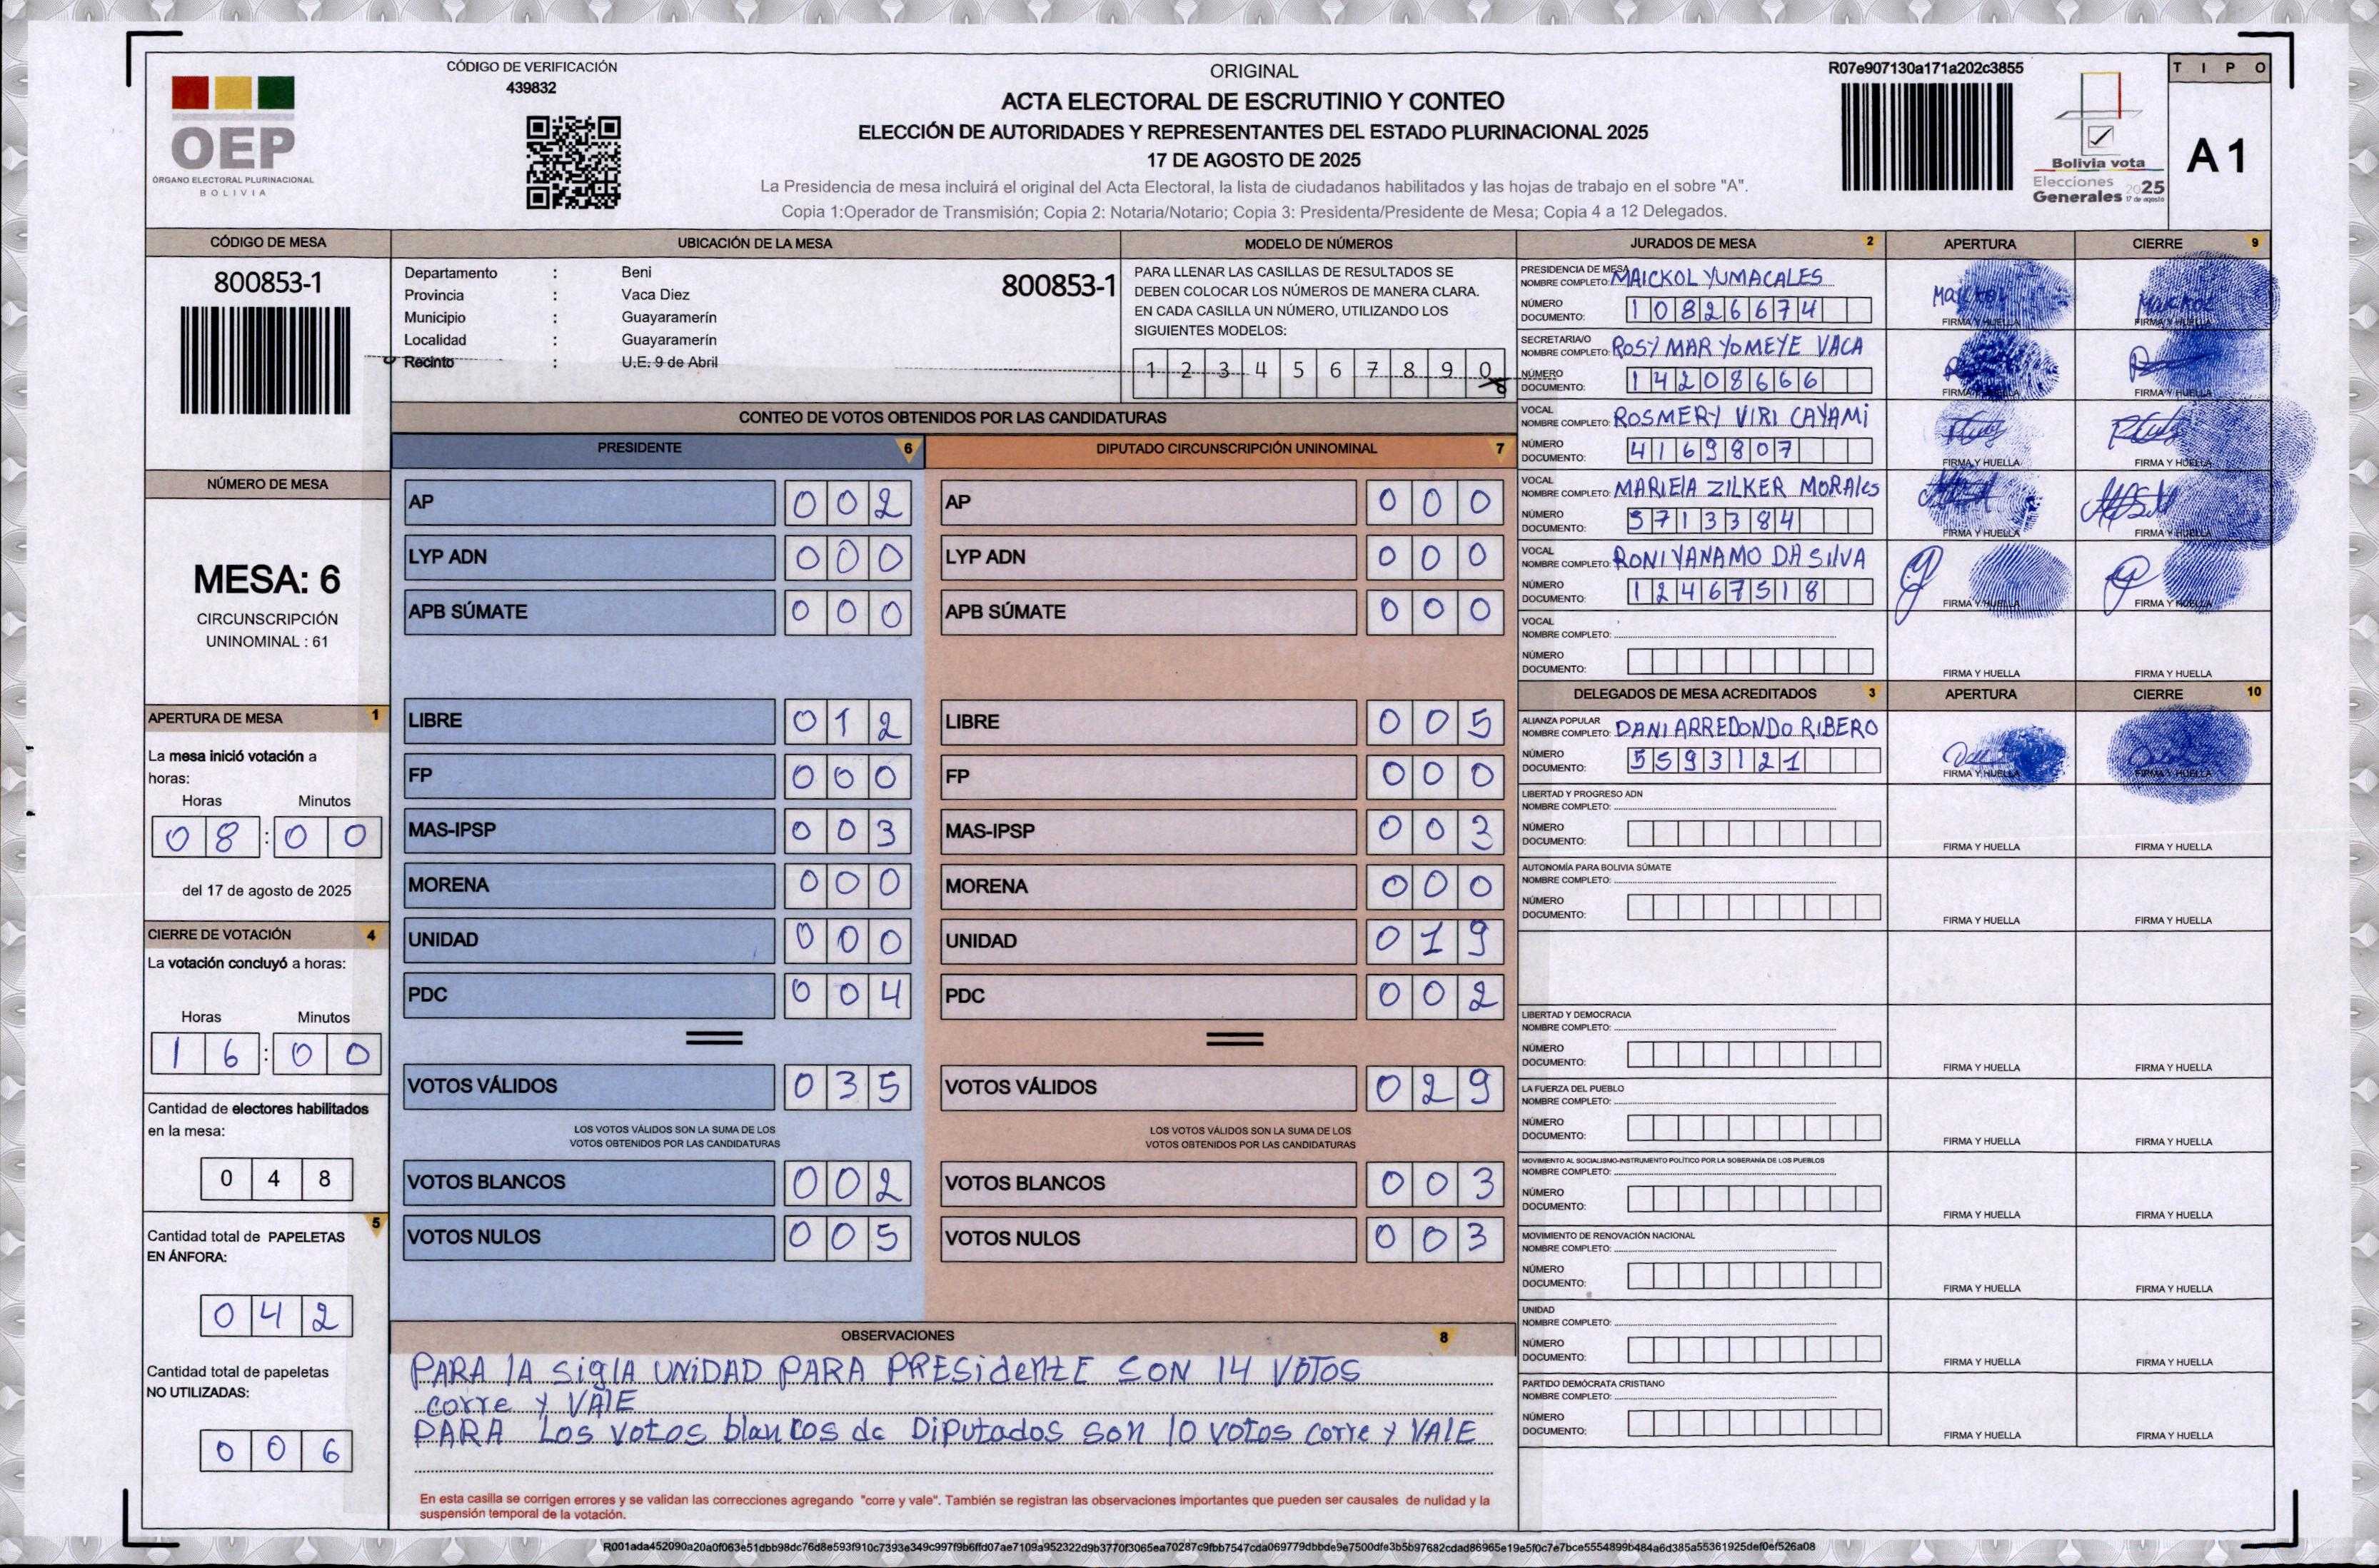 CÓDIGO DE VERIFICACIÓN
439832
OEP
ÓRGANO ELECTORAL PLURINACIONAL
BOLIVIA
ORIGINAL
ACTA ELECTORAL DE ESCRUTINIO Y CONTEO
ELECCIÓN DE AUTORIDADES Y REPRESENTANTES DEL ESTADO PLURINACIONAL 2025
17 DE AGOSTO DE 2025
La Presidencia de mesa incluirá el original del Acta Electoral, la lista de ciudadanos habilitados y las hojas de trabajo en el sobre "A".
Copia 1:Operador de Transmisión; Copia 2: Notaria/Notario; Copia 3: Presidenta/Presidente de Mesa; Copia 4 a 12 Delegados.
R07e907130a171a202c3855
Bolivia vota
Elecciones
Generales 2025
17 de agosto
TIPO
A 1
CÓDIGO DE MESA
800853-1
NÚMERO DE MESA
MESA: 6
CIRCUNSCRIPCIÓN
UNINOMINAL : 61
APERTURA DE MESA 1
La mesa inició votación a
horas:
Horas Minutos
08:00
del 17 de agosto de 2025
CIERRE DE VOTACIÓN 4
La votación concluyó a horas:
Horas Minutos
16:00
Cantidad de electores habilitados
en la mesa:
048
5
Cantidad total de PAPELETAS
EN ÁNFORA:
042
Cantidad total de papeletas
NO UTILIZADAS:
006
UBICACIÓN DE LA MESA
Departamento : Beni
800853-1
Provincia : Vaca Diez
Municipio : Guayaramerín
Localidad : Guayaramerín
Recinto : U.E. 9 de Abril
MODELO DE NÚMEROS
PARA LLENAR LAS CASILLAS DE RESULTADOS SE
DEBEN COLOCAR LOS NÚMEROS DE MANERA CLARA.
EN CADA CASILLA UN NÚMERO, UTILIZANDO LOS
SIGUIENTES MODELOS:
1 2 3 4 5 6 7 8 9 0
CONTEO DE VOTOS OBTENIDOS POR LAS CANDIDATURAS
PRESIDENTE 6
AP 002
LYP ADN 000
APB SÚMATE 000
LIBRE 012
FP 000
MAS-IPSP 003
MORENA 000
UNIDAD 000
PDC 004
VOTOS VÁLIDOS 035
LOS VOTOS VÁLIDOS SON LA SUMA DE LOS
VOTOS OBTENIDOS POR LAS CANDIDATURAS
VOTOS BLANCOS 002
VOTOS NULOS 005
DIPUTADO CIRCUNSCRIPCIÓN UNINOMINAL 7
AP 000
LYP ADN 000
APB SÚMATE 000
LIBRE 005
FP 000
MAS-IPSP 003
MORENA 000
UNIDAD 019
PDC 002
VOTOS VÁLIDOS 029
LOS VOTOS VÁLIDOS SON LA SUMA DE LOS
VOTOS OBTENIDOS POR LAS CANDIDATURAS
VOTOS BLANCOS 003
VOTOS NULOS 003
OBSERVACIONES 8
PARA lA siglA UNiDAD PARA PRESidente SON 14 VOTOS
corre y VAlE
PARA Los votos blancos de Diputados son 10 votos corre y VAlE
En esta casilla se corrigen errores y se validan las correcciones agregando "corre y vale". También se registran las observaciones importantes que pueden ser causales de nulidad y la
suspensión temporal de la votación.
JURADOS DE MESA 2 APERTURA CIERRE 9
PRESIDENCIA DE MESA
NOMBRE COMPLETO: MAICKOL YUMACALES
NÚMERO
DOCUMENTO: 10826674
FIRMA Y HUELLA FIRMA Y HUELLA
SECRETARIA/O
NOMBRE COMPLETO: ROSYMAR YOMEYE VACA
NÚMERO
DOCUMENTO: 14208666
FIRMA Y HUELLA FIRMA Y HUELLA
VOCAL
NOMBRE COMPLETO: ROSMERY VIRI CAYAMi
NÚMERO
DOCUMENTO: 4169807
FIRMA Y HUELLA FIRMA Y HUELLA
VOCAL
NOMBRE COMPLETO: MARIElA ZILKER MORAles
NÚMERO
DOCUMENTO: 5713384
FIRMA Y HUELLA FIRMA Y HUELLA
VOCAL
NOMBRE COMPLETO: RONI YANAMO DA SilVA
NÚMERO
DOCUMENTO: 12467518
FIRMA Y HUELLA FIRMA Y HUELLA
VOCAL
NOMBRE COMPLETO:
NÚMERO
DOCUMENTO:
FIRMA Y HUELLA FIRMA Y HUELLA
DELEGADOS DE MESA ACREDITADOS 3 APERTURA CIERRE 10
ALIANZA POPULAR
NOMBRE COMPLETO: DANI ARREDONDO RIBERO
NÚMERO
DOCUMENTO: 5593121
FIRMA Y HUELLA FIRMA Y HUELLA
LIBERTAD Y PROGRESO ADN
NOMBRE COMPLETO:
NÚMERO
DOCUMENTO:
FIRMA Y HUELLA FIRMA Y HUELLA
AUTONOMÍA PARA BOLIVIA SÚMATE
NOMBRE COMPLETO:
NÚMERO
DOCUMENTO:
FIRMA Y HUELLA FIRMA Y HUELLA
LIBERTAD Y DEMOCRACIA
NOMBRE COMPLETO:
NÚMERO
DOCUMENTO:
FIRMA Y HUELLA FIRMA Y HUELLA
LA FUERZA DEL PUEBLO
NOMBRE COMPLETO:
NÚMERO
DOCUMENTO:
FIRMA Y HUELLA FIRMA Y HUELLA
MOVIMIENTO AL SOCIALISMO-INSTRUMENTO POLÍTICO POR LA SOBERANÍA DE LOS PUEBLOS
NOMBRE COMPLETO:
NÚMERO
DOCUMENTO:
FIRMA Y HUELLA FIRMA Y HUELLA
MOVIMIENTO DE RENOVACIÓN NACIONAL
NOMBRE COMPLETO:
NÚMERO
DOCUMENTO:
FIRMA Y HUELLA FIRMA Y HUELLA
UNIDAD
NOMBRE COMPLETO:
NÚMERO
DOCUMENTO:
FIRMA Y HUELLA FIRMA Y HUELLA
PARTIDO DEMÓCRATA CRISTIANO
NOMBRE COMPLETO:
NÚMERO
DOCUMENTO:
FIRMA Y HUELLA FIRMA Y HUELLA